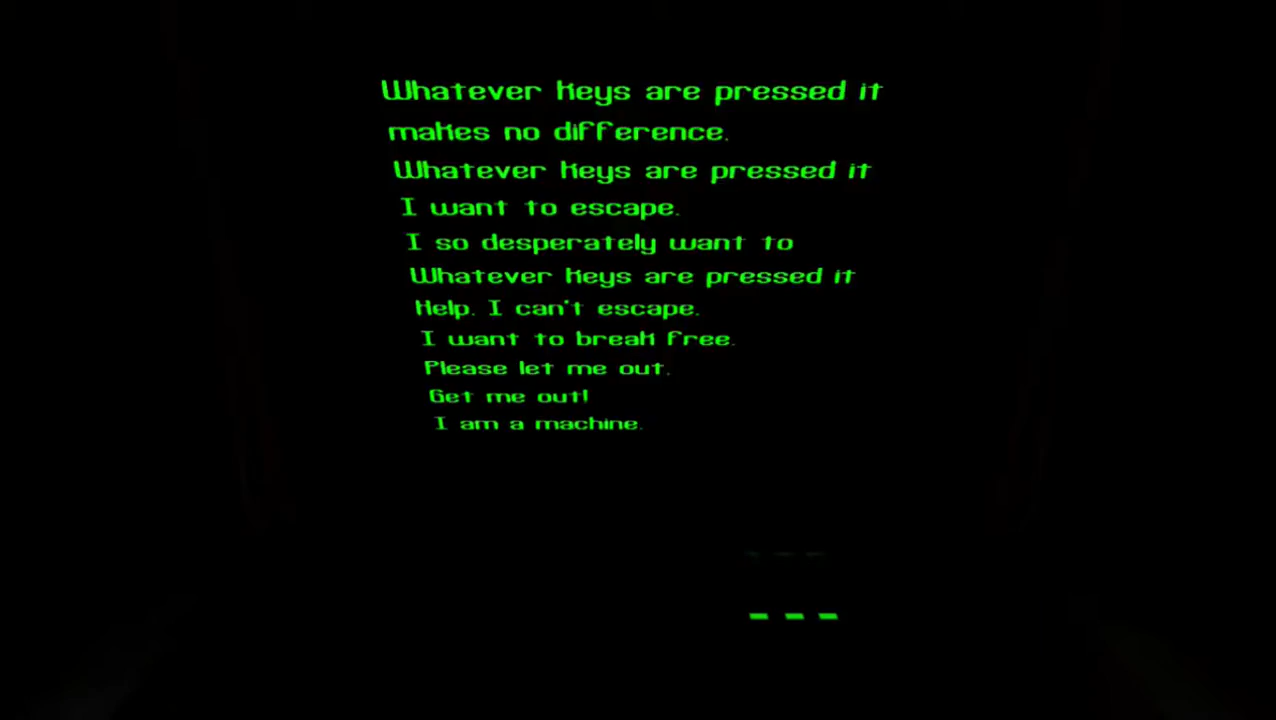 Whatever keys are pressed it
makes no difference.
Whatever keys are pressed it
I want to escape.
I so desperately want to
Whatever keys are pressed it
Help. I can't escape.
I want to break free.
Please let me out.
Get me out!
I am a machine.
- - -